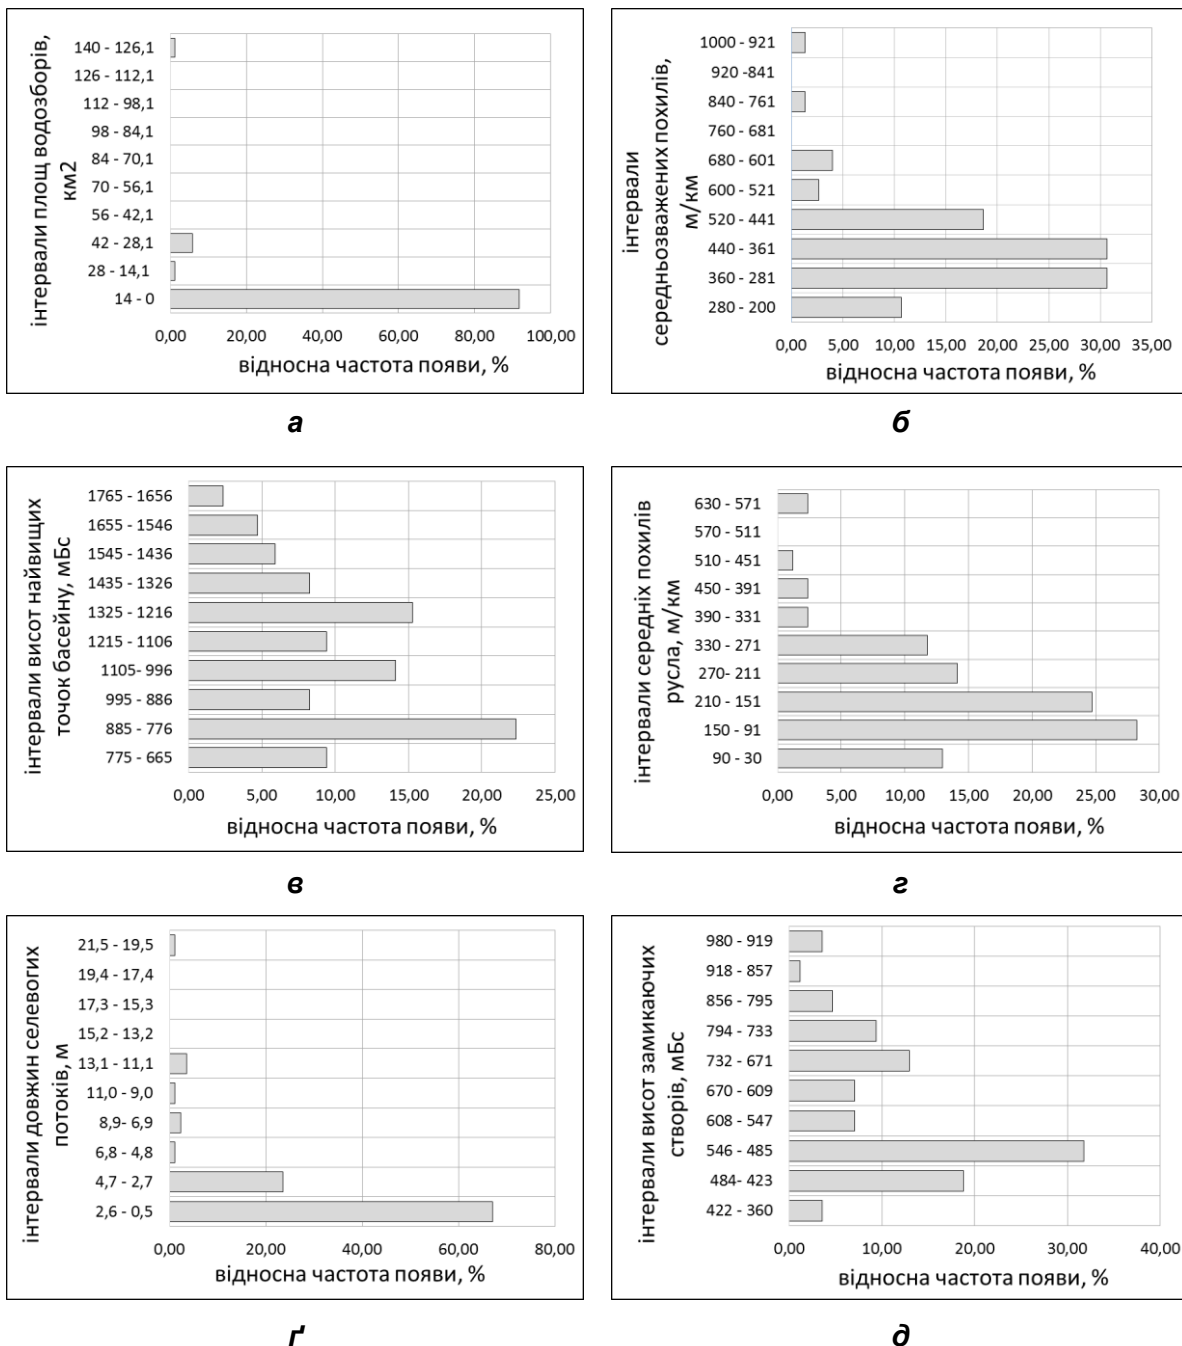 інтервали площ водозборів,
км2
140 - 126,1
126 - 112,1
112 - 98,1
98 - 84,1
84 - 70,1
70 - 56,1
56 - 42,1
42 - 28,1
28 - 14,1
14 - 0
0,00 20,00 40,00 60,00 80,00 100,00
відносна частота появи, %
а
інтервали
середньозважених похилів,
м/км
1000 - 921
920 -841
840 - 761
760 - 681
680 - 601
600 - 521
520 - 441
440 - 361
360 - 281
280 - 200
0,00 5,00 10,00 15,00 20,00 25,00 30,00 35,00
відносна частота появи, %
б
інтервали висот найвищих
точок басейну, мБс
1765 - 1656
1655 - 1546
1545 - 1436
1435 - 1326
1325 - 1216
1215 - 1106
1105- 996
995 - 886
885 - 776
775 - 665
0,00 5,00 10,00 15,00 20,00 25,00
відносна частота появи, %
в
інтервали середніх похилів
русла, м/км
630 - 571
570 - 511
510 - 451
450 - 391
390 - 331
330 - 271
270- 211
210 - 151
150 - 91
90 - 30
0,00 5,00 10,00 15,00 20,00 25,00 30,00
відносна частота появи, %
г
інтервали довжин селевогих
потоків, м
21,5 - 19,5
19,4 - 17,4
17,3 - 15,3
15,2 - 13,2
13,1 - 11,1
11,0 - 9,0
8,9- 6,9
6,8 - 4,8
4,7 - 2,7
2,6 - 0,5
0,00 20,00 40,00 60,00 80,00
відносна частота появи, %
ґ
інтервали висот замикаючих
створів, мБс
980 - 919
918 - 857
856 - 795
794 - 733
732 - 671
670 - 609
608 - 547
546 - 485
484- 423
422 - 360
0,00 10,00 20,00 30,00 40,00
відносна частота появи, %
д